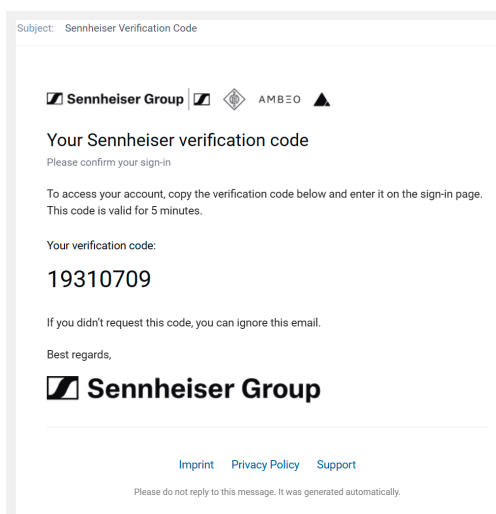 Subject: Sennheiser Verification Code
Sennheiser Group AMBEO
Your Sennheiser verification code
Please confirm your sign-in
To access your account, copy the verification code below and enter it on the sign-in page.
This code is valid for 5 minutes.
Your verification code:
19310709
If you didn't request this code, you can ignore this email.
Best regards,
Sennheiser Group
Imprint Privacy Policy Support
Please do not reply to this message. It was generated automatically.